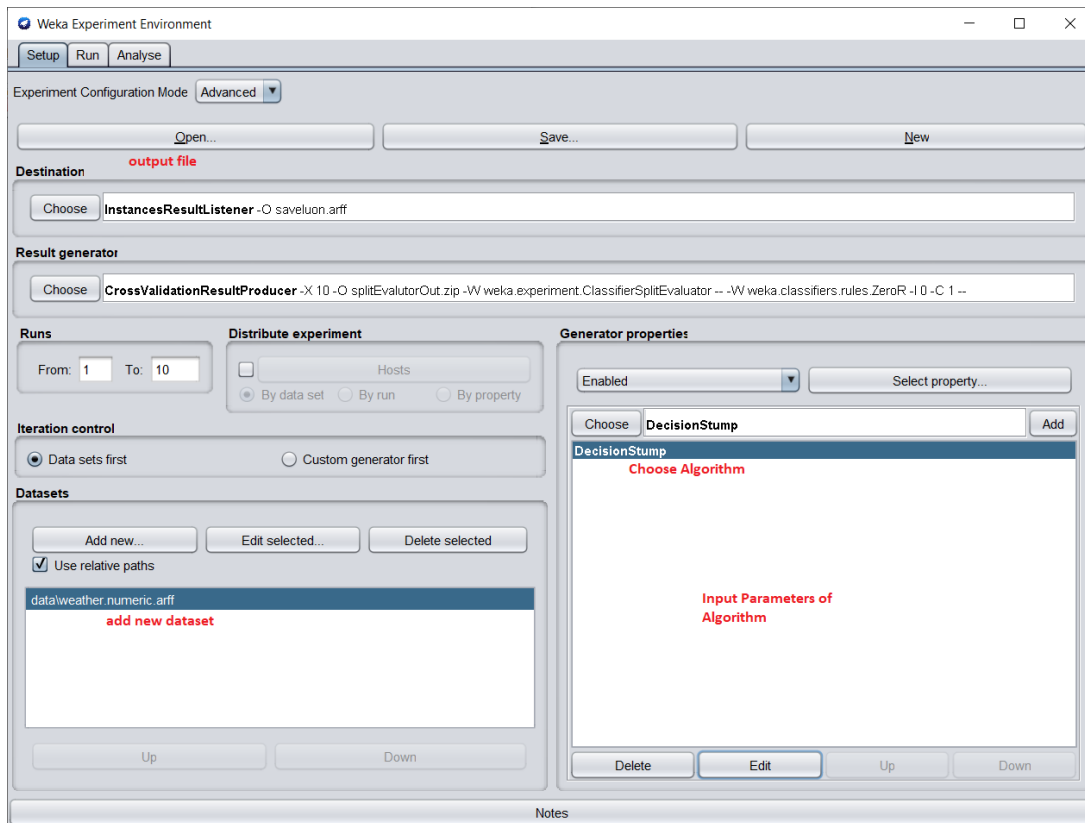 Weka Experiment Environment
Setup Run Analyse
Experiment Configuration Mode Advanced
Open... Save... New
output file
Destination
Choose InstancesResultListener -O saveluon.arff
Result generator
Choose CrossValidationResultProducer -X 10 -O splitEvalutorOut.zip -W weka.experiment.ClassifierSplitEvaluator -- -W weka.classifiers.rules.ZeroR -I 0 -C 1 --
Runs
From: 1 To: 10
Distribute experiment
Hosts
By data set By run By property
Generator properties
Enabled Select property...
Choose DecisionStump Add
DecisionStump
Choose Algorithm
Input Parameters of
Algorithm
Delete Edit Up Down
Iteration control
Data sets first Custom generator first
Datasets
Add new... Edit selected... Delete selected
Use relative paths
data\weather.numeric.arff
add new dataset
Up Down
Notes